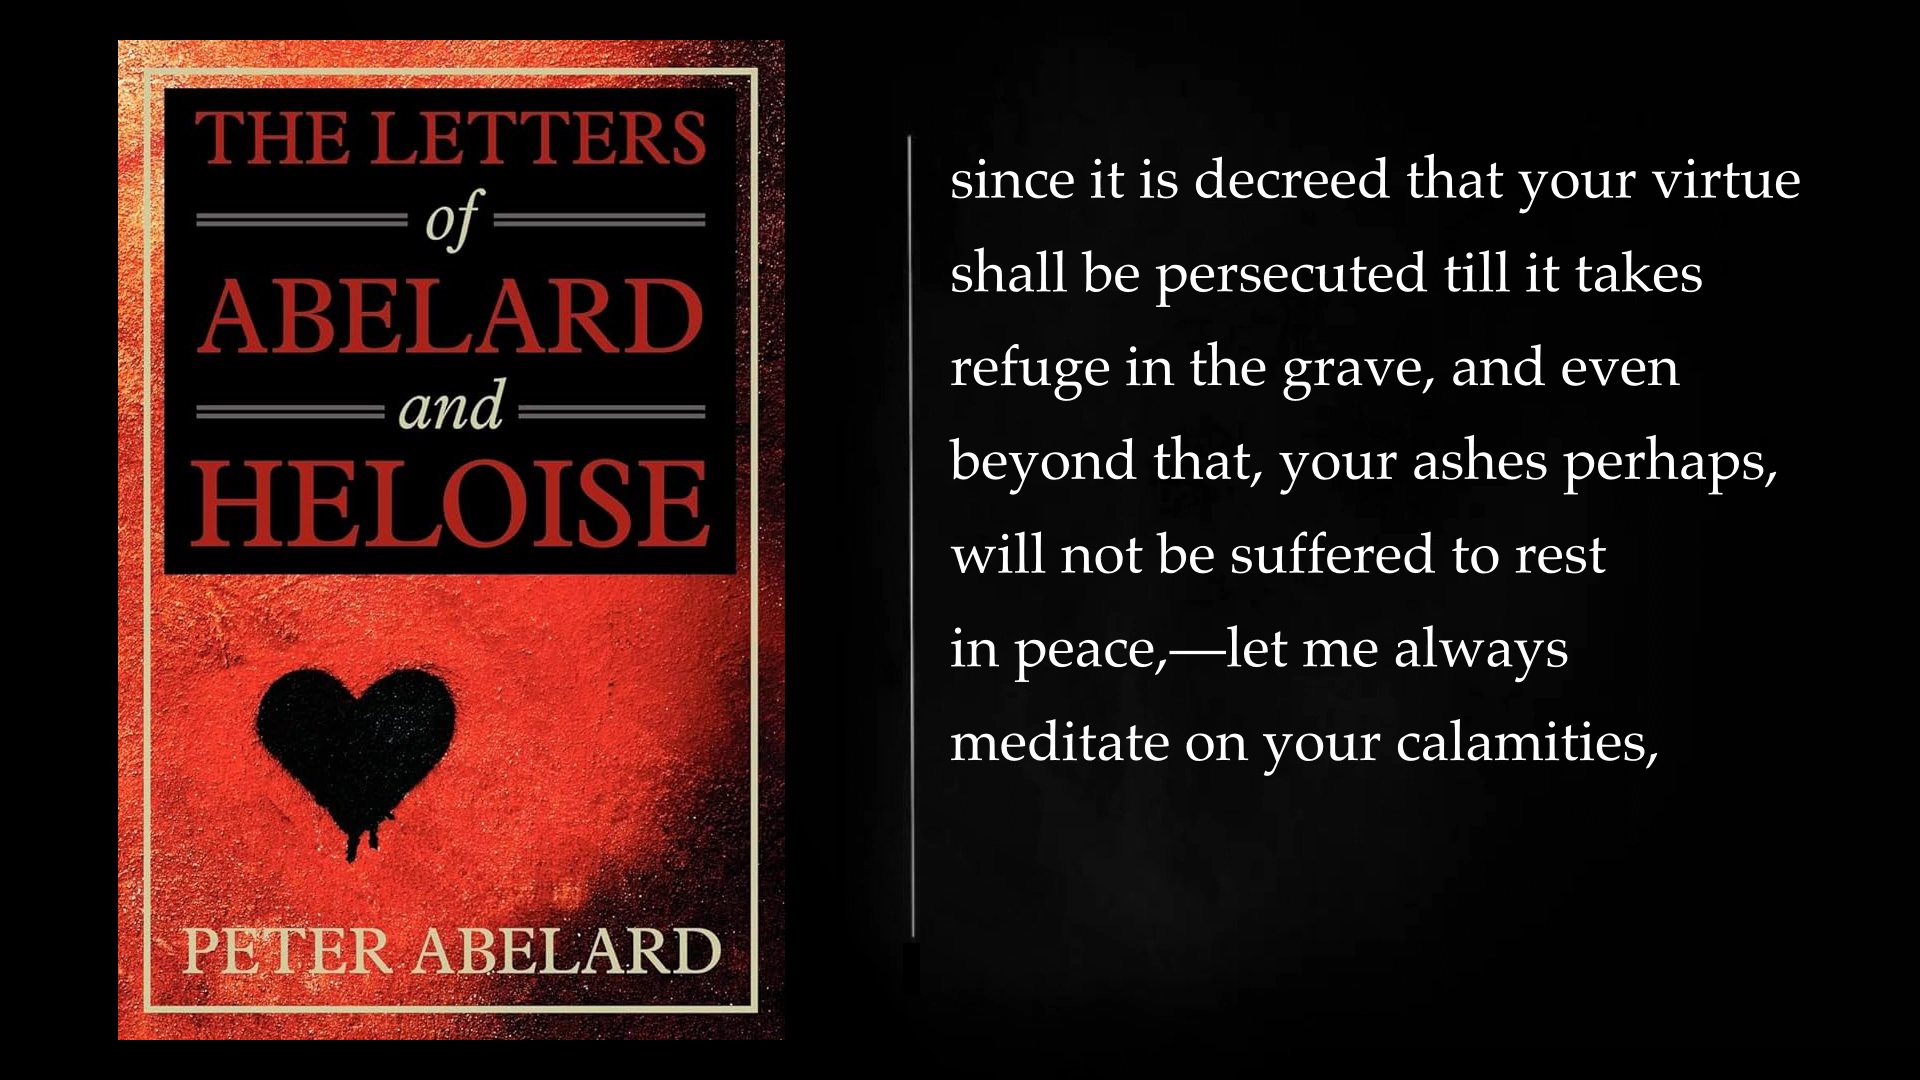 THE LETTERS
of
ABELARD
and
HELOISE
PETER ABELARD
since it is decreed that your virtue
shall be persecuted till it takes
refuge in the grave, and even
beyond that, your ashes perhaps,
will not be suffered to rest
in peace,—let me always
meditate on your calamities,